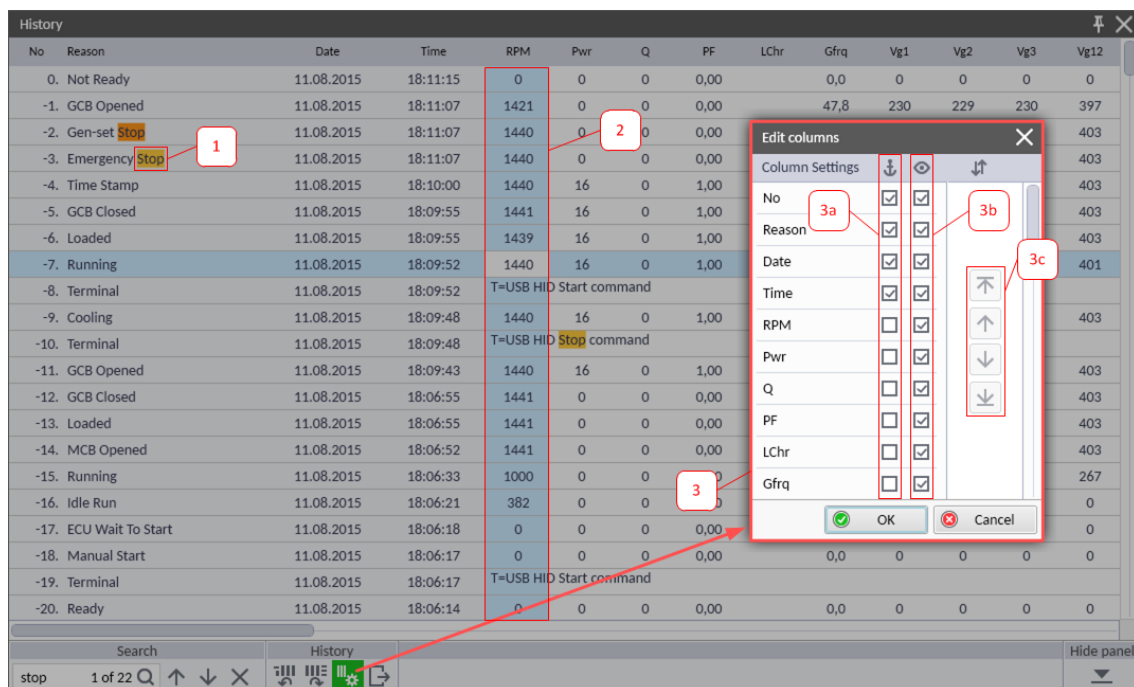 History
No Reason Date Time RPM Pwr Q PF LChr Gfrq Vg1 Vg2 Vg3 Vg12
0. Not Ready 11.08.2015 18:11:15 0 0 0 0,00 0,0 0 0 0 0
-1. GCB Opened 11.08.2015 18:11:07 1421 0 0 0,00 47,8 230 229 230 397
-2. Gen-set Stop 11.08.2015 18:11:07 1440 0 0 0,00 403
-3. Emergency Stop 11.08.2015 18:11:07 1440 0 0 0,00 403
-4. Time Stamp 11.08.2015 18:10:00 1440 16 0 1,00 403
-5. GCB Closed 11.08.2015 18:09:55 1441 16 0 1,00 403
-6. Loaded 11.08.2015 18:09:55 1439 16 0 1,00 403
-7. Running 11.08.2015 18:09:52 1440 16 0 1,00 401
-8. Terminal 11.08.2015 18:09:52 T=USB HID Start command
-9. Cooling 11.08.2015 18:09:48 1440 16 0 1,00 403
-10. Terminal 11.08.2015 18:09:48 T=USB HID Stop command
-11. GCB Opened 11.08.2015 18:09:43 1440 16 0 1,00 403
-12. GCB Closed 11.08.2015 18:06:55 1441 0 0 0,00 403
-13. Loaded 11.08.2015 18:06:55 1441 0 0 0,00 403
-14. MCB Opened 11.08.2015 18:06:52 1441 0 0 0,00 403
-15. Running 11.08.2015 18:06:33 1000 0 0 267
-16. Idle Run 11.08.2015 18:06:21 382 0 0 0
-17. ECU Wait To Start 11.08.2015 18:06:18 0 0 0 0,00 0
-18. Manual Start 11.08.2015 18:06:17 0 0 0 0,00 0,0 0 0 0 0
-19. Terminal 11.08.2015 18:06:17 T=USB HID Start command
-20. Ready 11.08.2015 18:06:14 0 0 0 0,00 0,0 0 0 0 0
1
2
3
Edit columns
Column Settings
No
Reason
Date
Time
RPM
Pwr
Q
PF
LChr
Gfrq
3a
3b
3c
OK Cancel
Search History Hide panel
stop 1 of 22